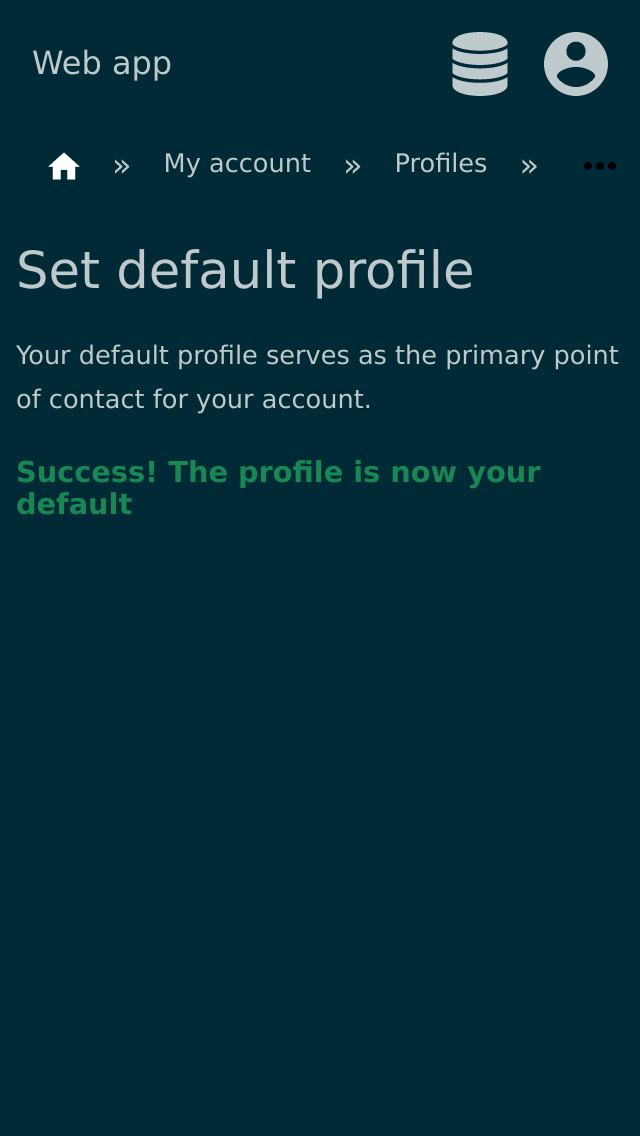 Web app
» My account » Profiles »
Set default profile
Your default profile serves as the primary point
of contact for your account.
Success! The profile is now your
default